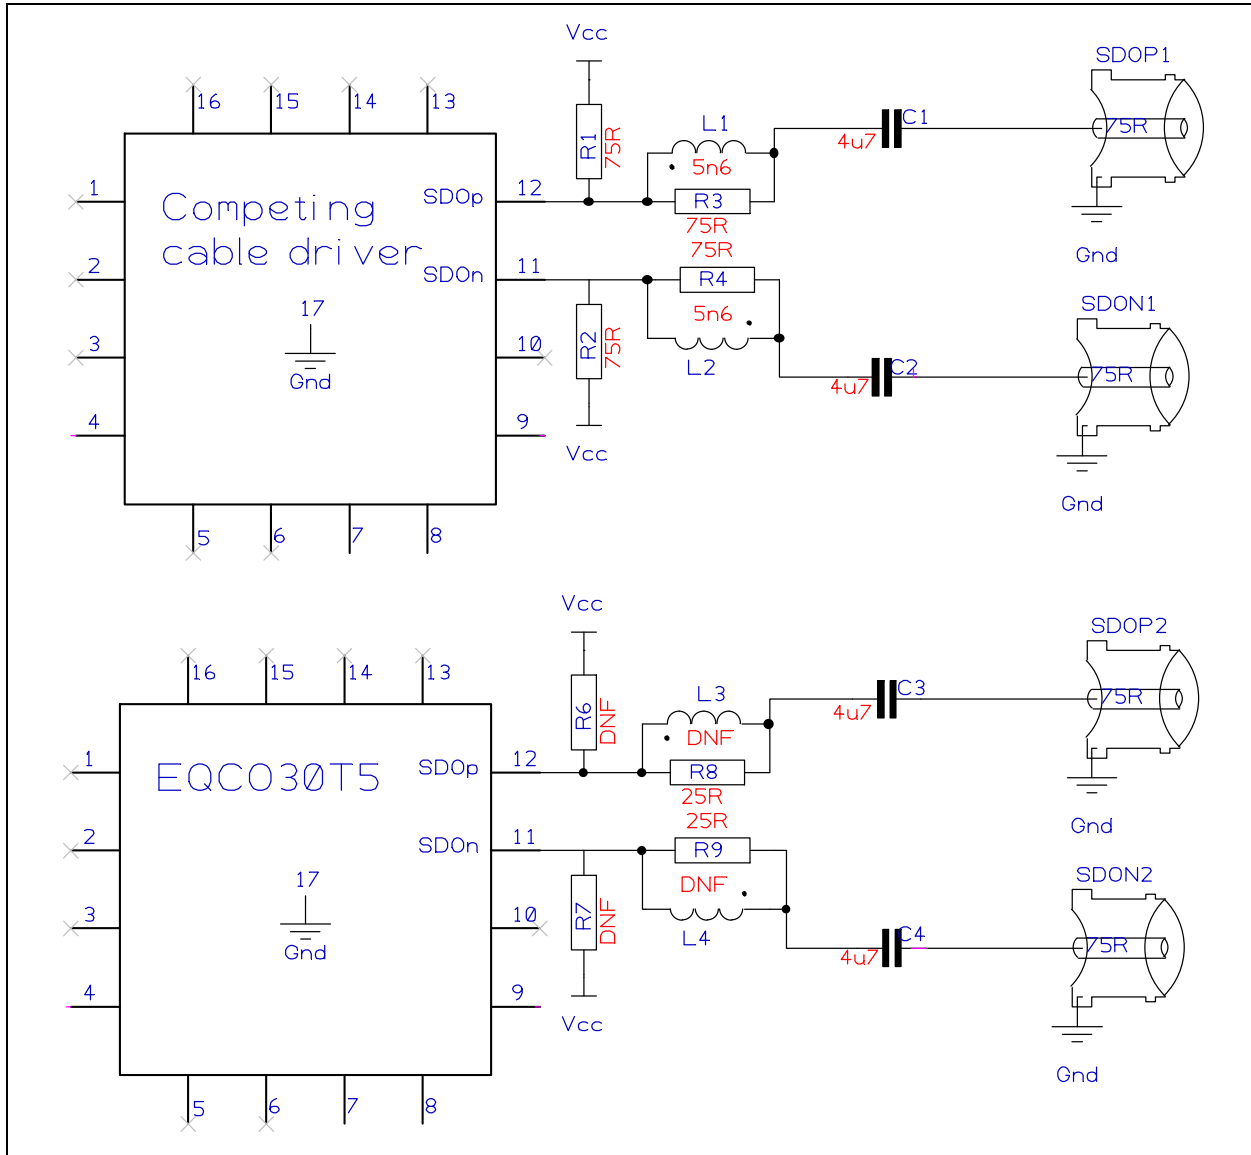 Vcc
SDOP1
16 15 14 13
R1 75R
L1
5n6
4u7 C1
75R
1
Competing
cable driver
SDOp 12
R3
75R
Gnd
75R
2
SDOn 11
R4
5n6
SDON1
17
Gnd
3
10
R2 75R
L2
4u7 C2
75R
4
9
Vcc
Gnd
5 6 7 8
Vcc
SDOP2
16 15 14 13
R6 DNF
L3
DNF
4u7 C3
75R
1
EQCO30T5
SDOp 12
R8
25R
Gnd
25R
2
SDOn 11
R9
DNF
SDON2
17
Gnd
3
10
R7 DNF
L4
4u7 C4
75R
4
9
Vcc
Gnd
5 6 7 8